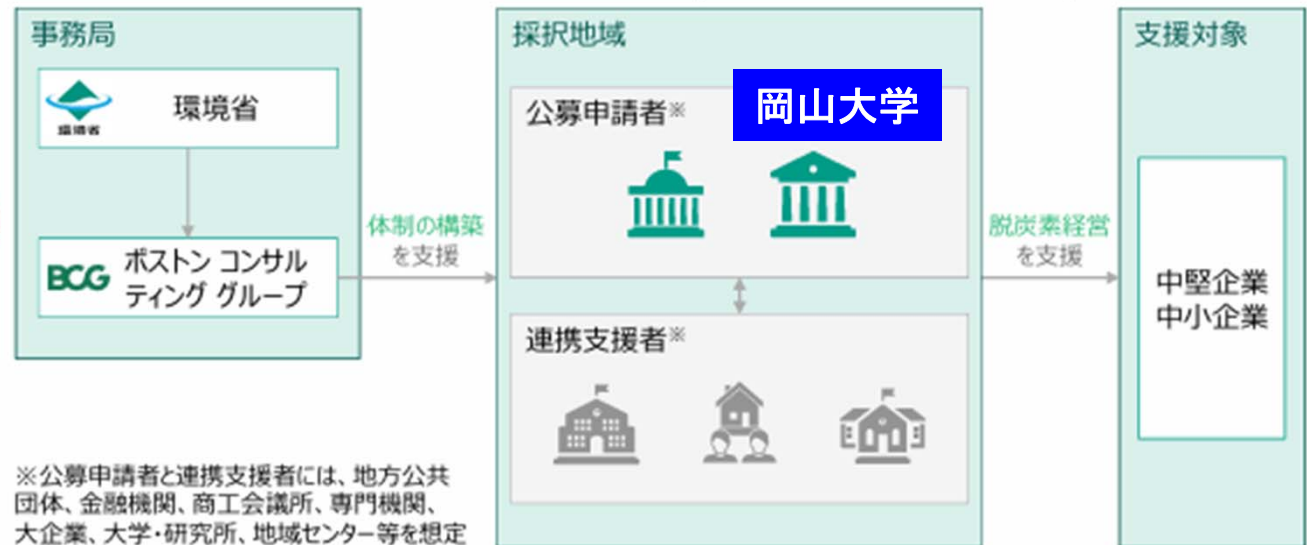 事務局
環境省
環境省
BCG
ボストン コンサル
ティング グループ
体制の構築
を支援
採択地域
公募申請者※
岡山大学
連携支援者※
脱炭素経営
を支援
支援対象
中堅企業
中小企業
※公募申請者と連携支援者には、地方公共
団体、金融機関、商工会議所、専門機関、
大企業、大学・研究所、地域センター等を想定